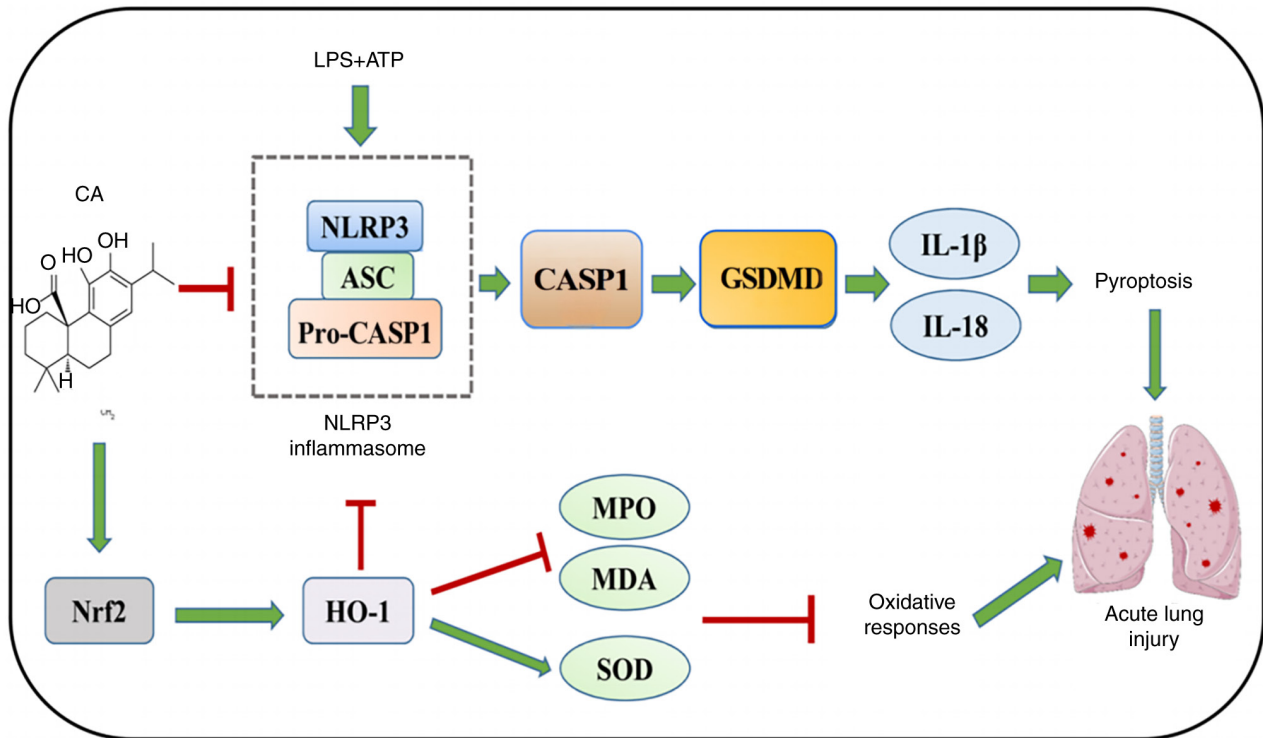 LPS+ATP
CA
O
OH
HO
HO
H
CH2
NLRP3
ASC
Pro-CASP1
NLRP3
inflammasome
CASP1
GSDMD
IL-1β
IL-18
Pyroptosis
Nrf2
HO-1
MPO
MDA
SOD
Oxidative
responses
Acute lung
injury